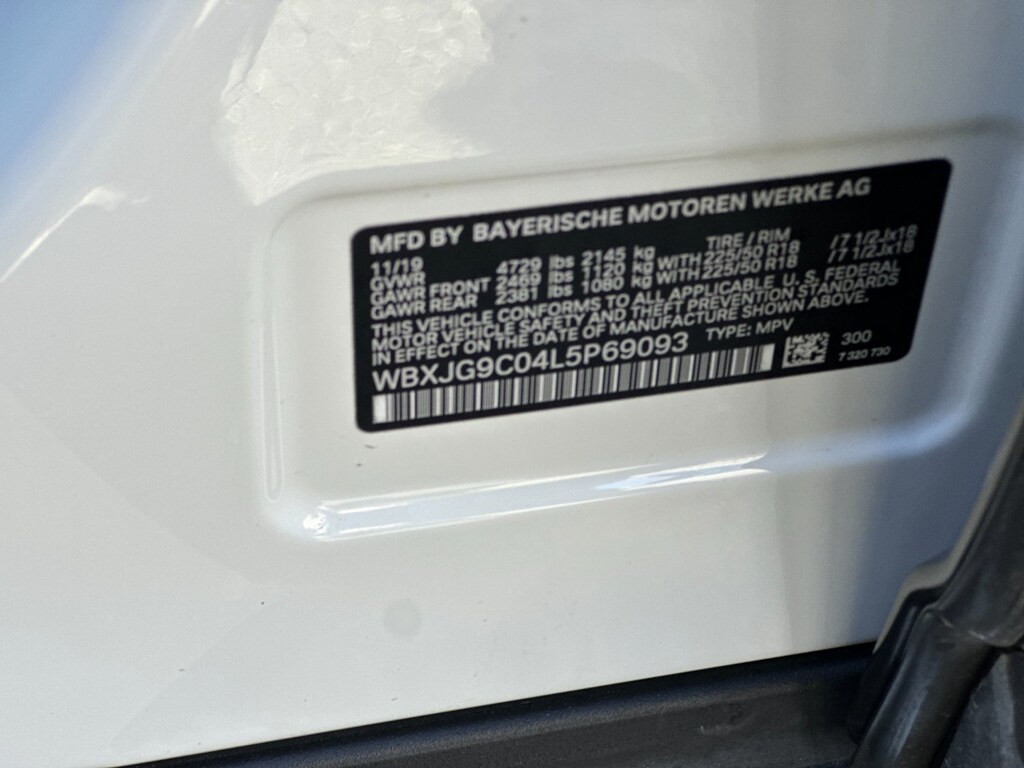 MFD BY BAYERISCHE MOTOREN WERKE AG
11/19 TIRE / RIM
GVWR 4729 lbs 2145 kg
GAWR FRONT 2469 lbs 1120 kg WITH 225/50 R18 /7 1/2Jx18
GAWR REAR 2381 lbs 1080 kg WITH 225/50 R18 /7 1/2Jx18
THIS VEHICLE CONFORMS TO ALL APPLICABLE U. S. FEDERAL
MOTOR VEHICLE SAFETY AND THEFT PREVENTION STANDARDS
IN EFFECT ON THE DATE OF MANUFACTURE SHOWN ABOVE.
WBXJG9C04L5P69093 TYPE: MPV
300
7 320 730